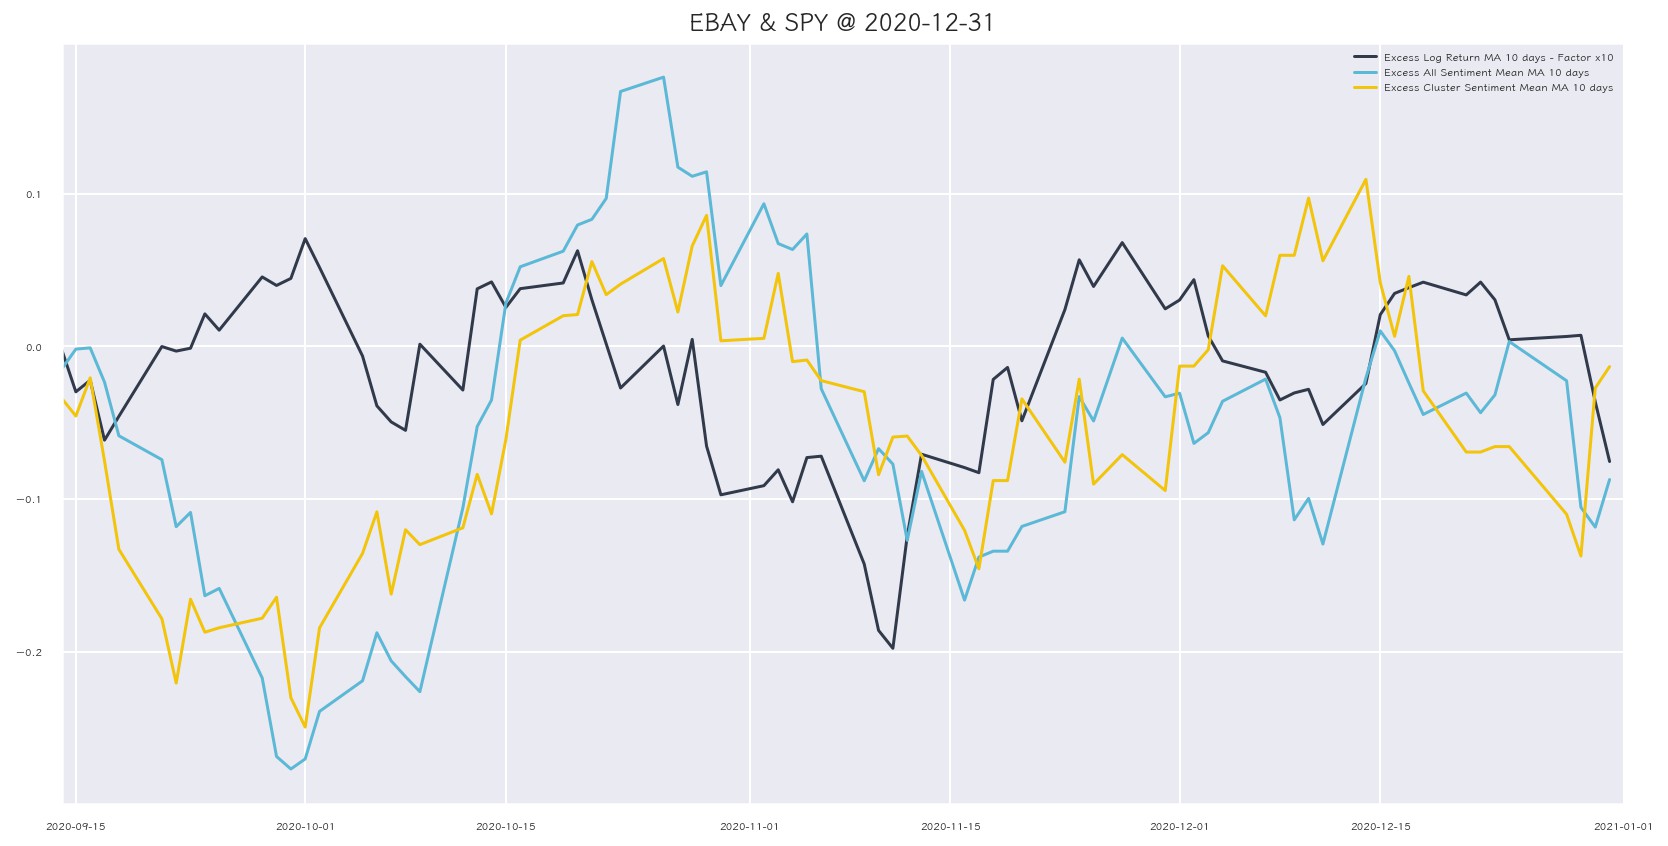 EBAY & SPY @ 2020-12-31
Excess Log Return MA 10 days - Factor x10
Excess All Sentiment Mean MA 10 days
Excess Cluster Sentiment Mean MA 10 days
0.1
0.0
−0.1
−0.2
2020-09-15 2020-10-01 2020-10-15 2020-11-01 2020-11-15 2020-12-01 2020-12-15 2021-01-01